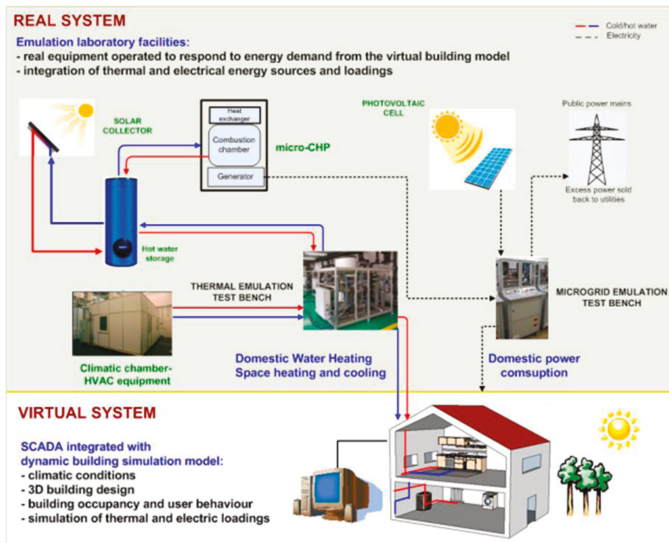 REAL SYSTEM
Cold/hot water
Electricity
Emulation laboratory facilities:
- real equipment operated to respond to energy demand from the virtual building model
- integration of thermal and electrical energy sources and loadings
SOLAR
COLLECTOR
Heat
exchanger
Combustion
chamber
Generator
micro-CHP
PHOTOVOLTAIC
CELL
Public power mains
Excess power sold
back to utilities
Hot water
storage
THERMAL EMULATION
TEST BENCH
MICROGRID EMULATION
TEST BENCH
Climatic chamber-
HVAC equipment
Domestic Water Heating
Space heating and cooling
Domestic power
comsuption
VIRTUAL SYSTEM
SCADA integrated with
dynamic building simulation model:
- climatic conditions
- 3D building design
- building occupancy and user behaviour
- simulation of thermal and electric loadings